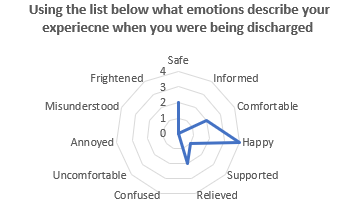 Using the list below what emotions describe your
experiecne when you were being discharged
Safe
Frightened
4
Informed
3
Misunderstood
2
Comfortable
1
Annoyed
0
Happy
Uncomfortable
Supported
Confused
Relieved